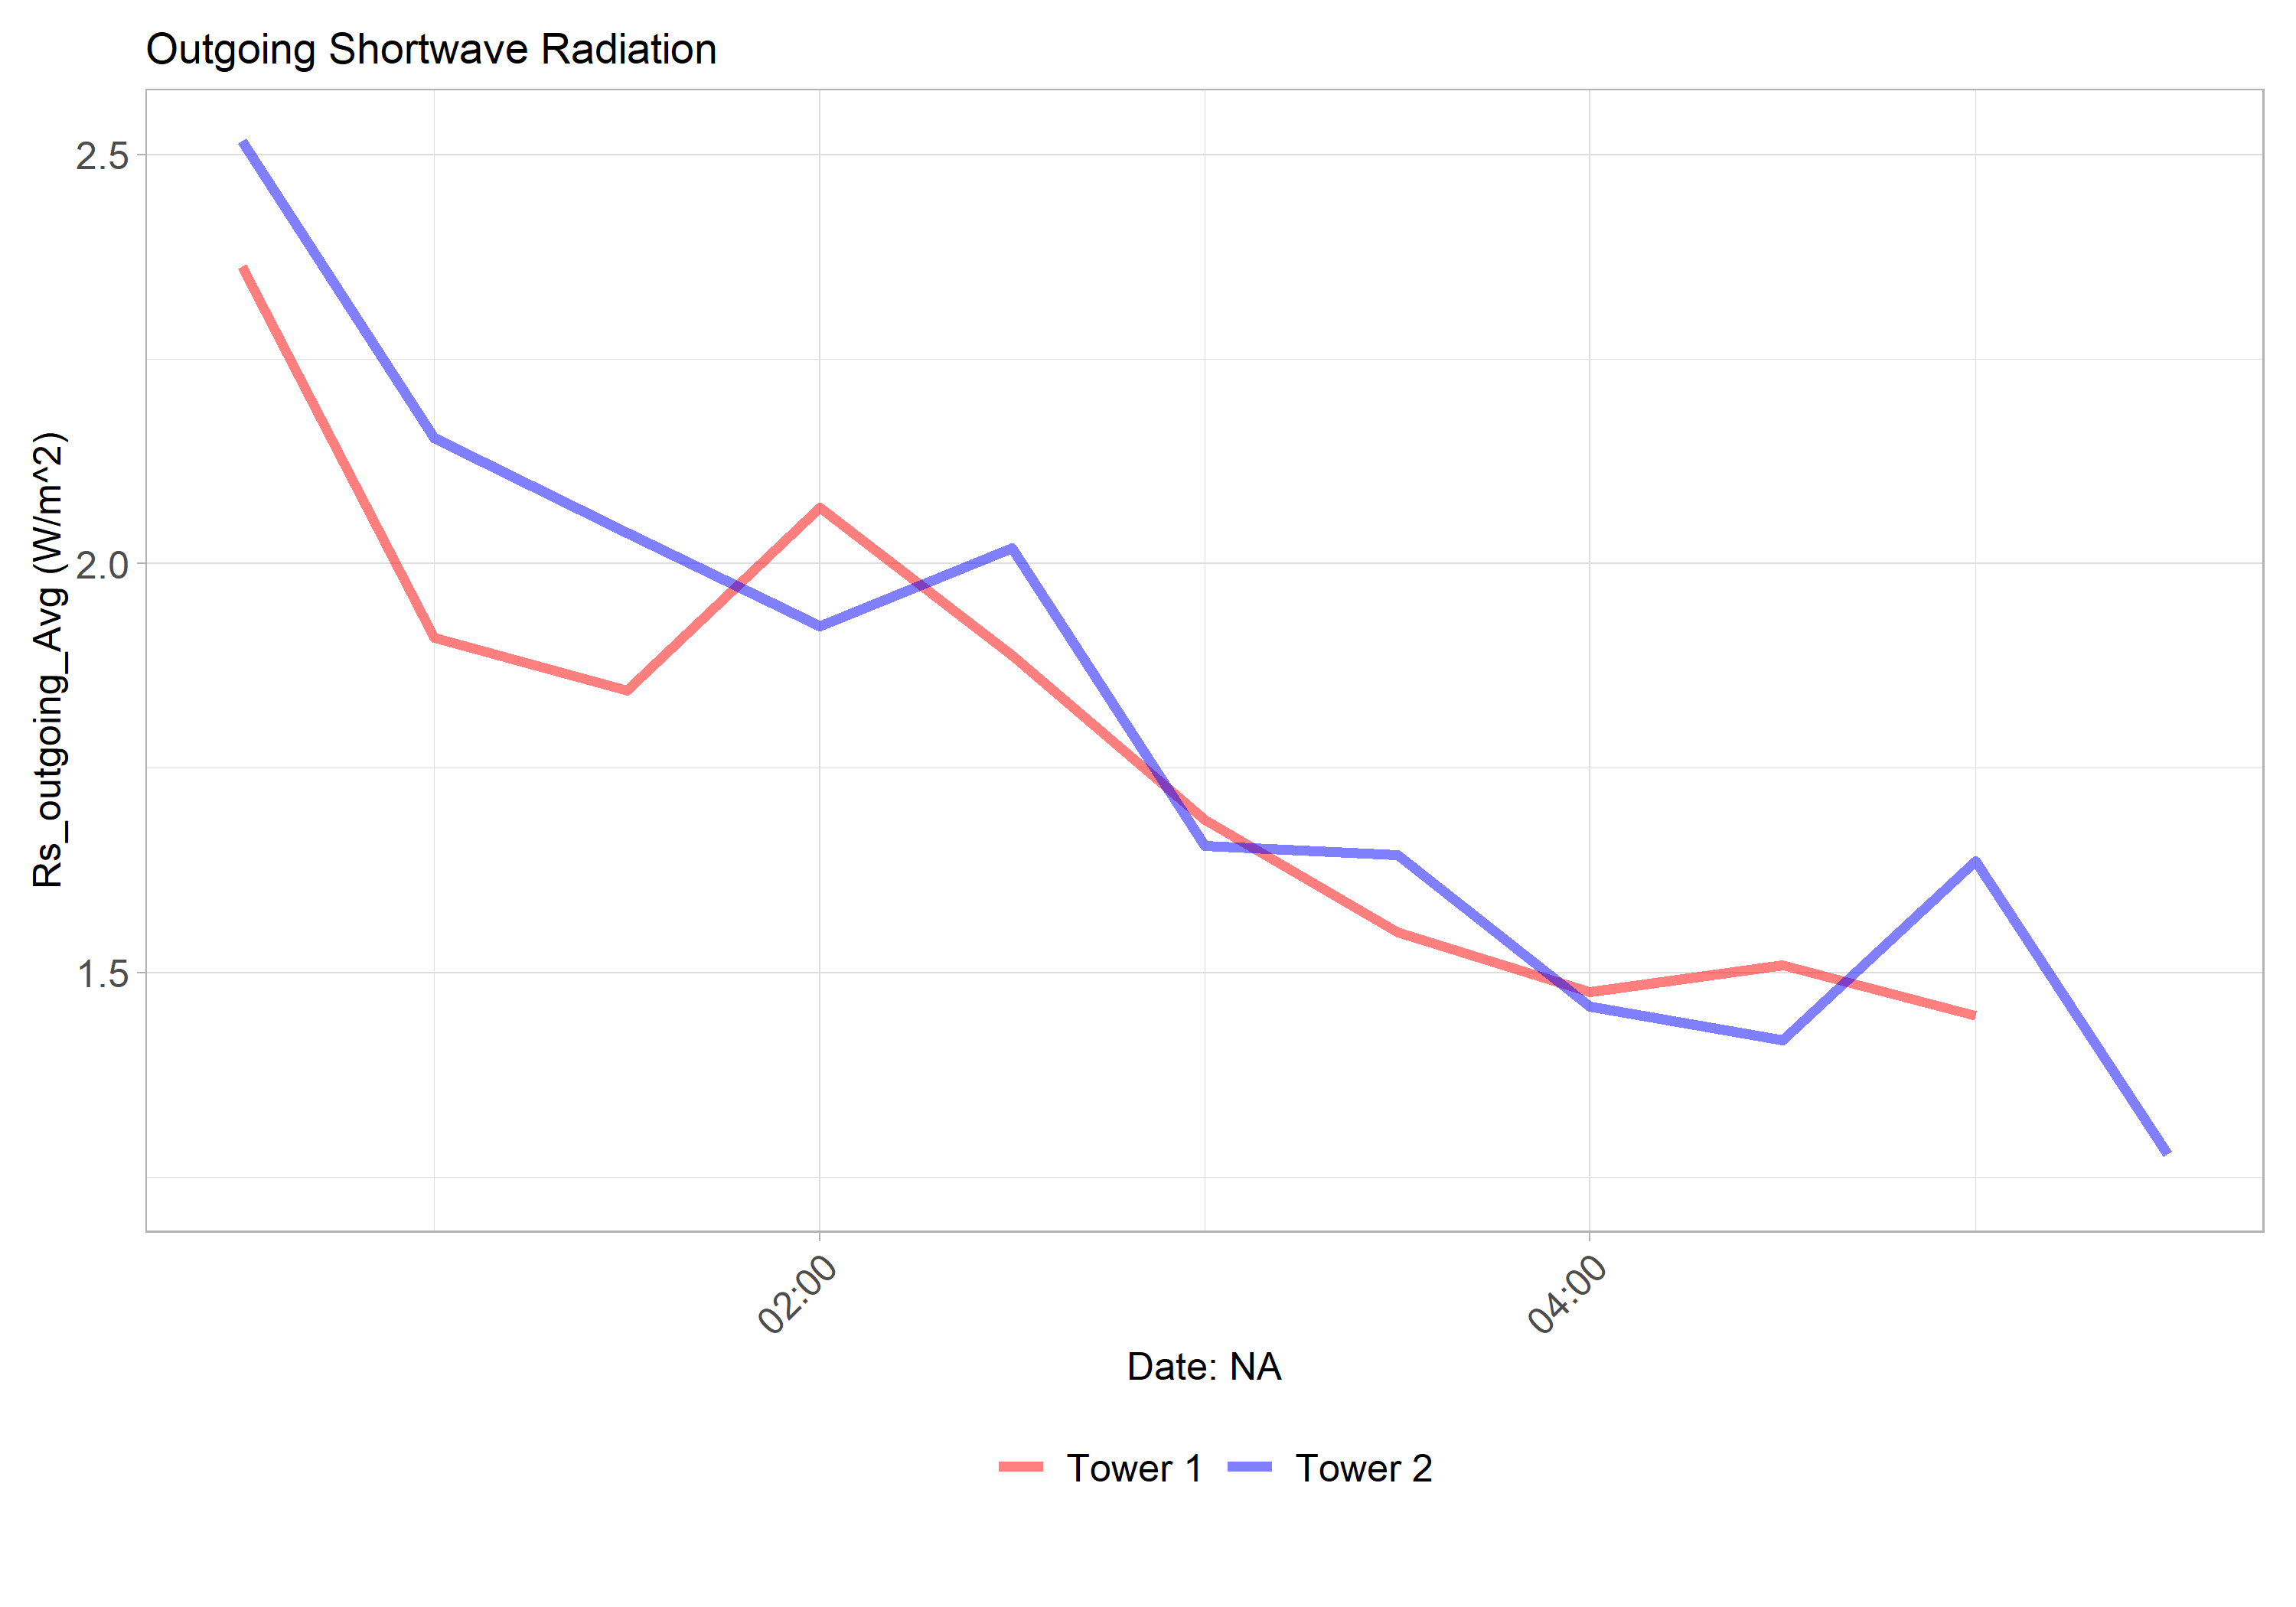 Outgoing Shortwave Radiation
Rs_outgoing_Avg (W/m^2)
2.5
2.0
1.5
02:00 04:00
Date: NA
Tower 1 Tower 2